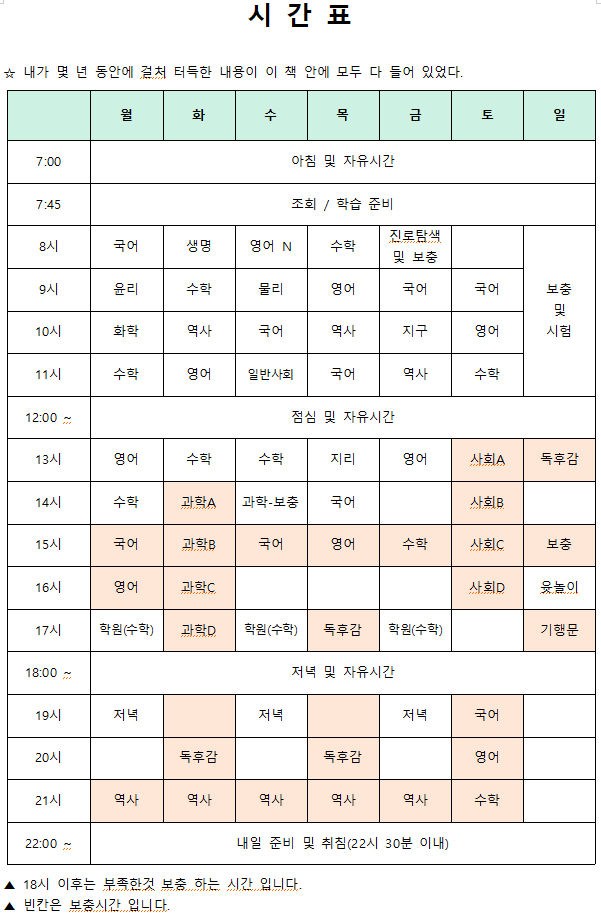 시 간 표
☆ 내가 몇 년 동안에 걸처 터득한 내용이 이 책 안에 모두 다 들어 있었다.
월 화 수 목 금 토 일
7:00 아침 및 자유시간
7:45 조회 / 학습 준비
8시 국어 생명 영어 N 수학 진로탐색
및 보충
9시 윤리 수학 물리 영어 국어 국어 보충
및
시험
10시 화학 역사 국어 역사 지구 영어
11시 수학 영어 일반사회 국어 역사 수학
12:00 ~ 점심 및 자유시간
13시 영어 수학 수학 지리 영어 사회A 독후감
14시 수학 과학A 과학-보충 국어 사회B
15시 국어 과학B 국어 영어 수학 사회C 보충
16시 영어 과학C 사회D 윷놀이
17시 학원(수학) 과학D 학원(수학) 독후감 학원(수학) 기행문
18:00 ~ 저녁 및 자유시간
19시 저녁 저녁 저녁 국어
20시 독후감 독후감 영어
21시 역사 역사 역사 역사 역사 수학
22:00 ~ 내일 준비 및 취침(22시 30분 이내)
▲ 18시 이후는 부족한것 보충 하는 시간 입니다.
▲ 빈칸은 보충시간 입니다.